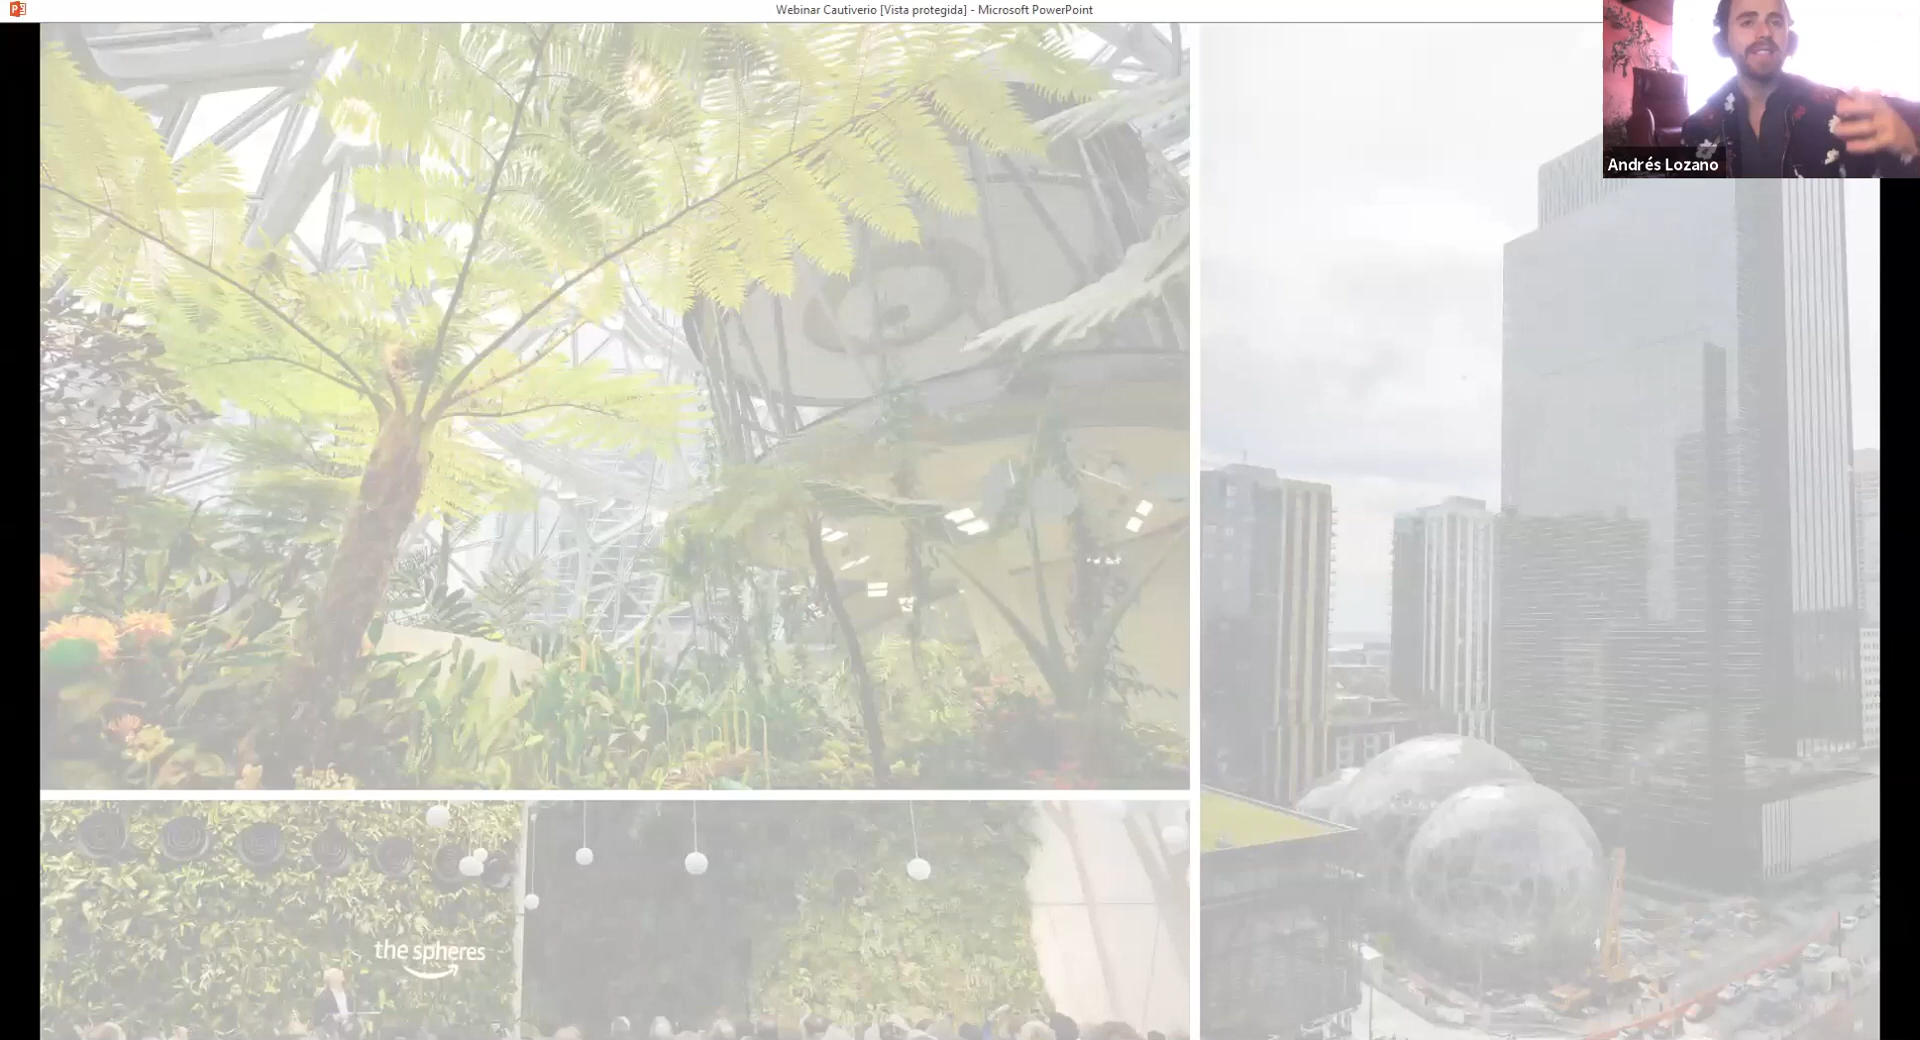 Webinar Cautiverio [Vista protegida] - Microsoft PowerPoint
Andrés Lozano
the spheres